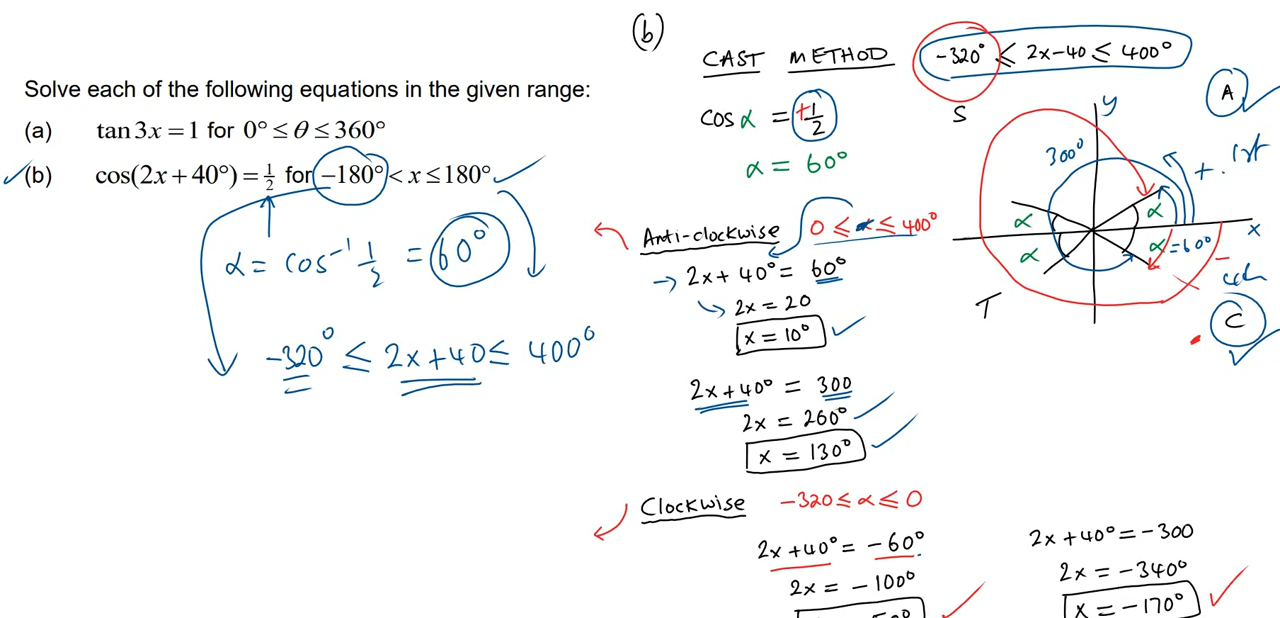 Solve each of the following equations in the given range:
(a) tan 3x = 1 for 0° ≤ θ ≤ 360°
(b) cos(2x + 40°) = 1/2 for −180° < x ≤ 180°
α = cos⁻¹ 1/2 = 60°
-320° ≤ 2x+40 ≤ 400°
(b)
CAST METHOD
-320° ≤ 2x-40 ≤ 400°
cos α = +1/2
α = 60°
S
y
A
300°
+.
1st
α
α
α
α=60°
x
-
4th
T
C
Anti-clockwise 0 ≤ α ≤ 400°
2x + 40° = 60°
2x = 20
x = 10°
2x+40° = 300
2x = 260°
x = 130°
Clockwise -320 ≤ α ≤ 0
2x+40° = -60°
2x = -100°
2x+40° = -300
2x = -340°
x = -170°